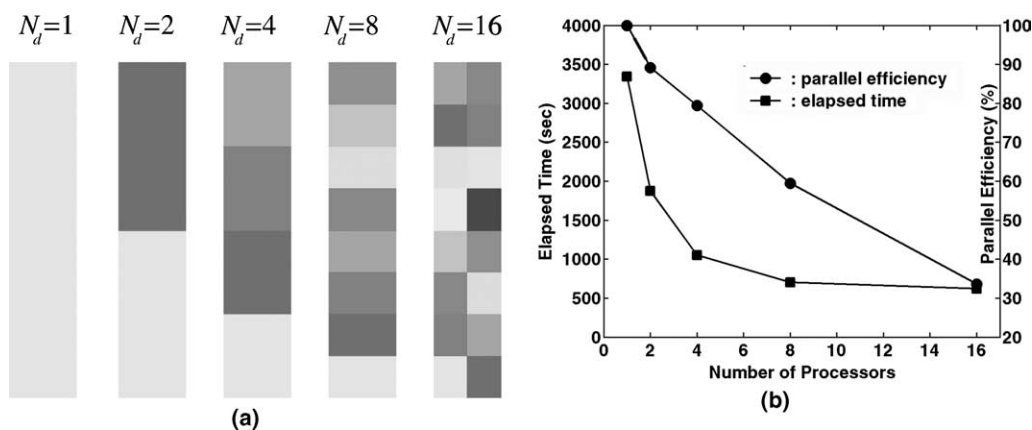 N_d=1 N_d=2 N_d=4 N_d=8 N_d=16
(a)
4000
3500
3000
2500
2000
1500
1000
500
0
Elapsed Time (sec)
: parallel efficiency
: elapsed time
100
90
80
70
60
50
40
30
20
Parallel Efficiency (%)
0 2 4 6 8 10 12 14 16
Number of Processors
(b)